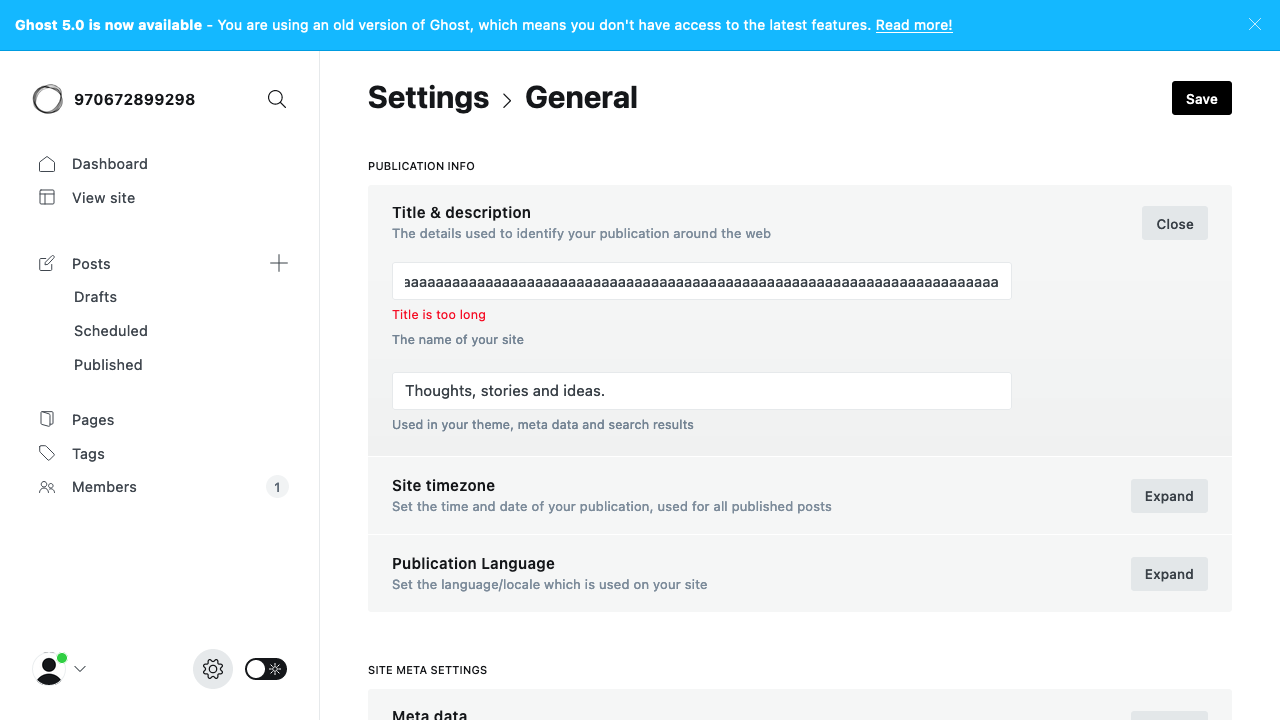 Ghost 5.0 is now available - You are using an old version of Ghost, which means you don't have access to the latest features. Read more!
970672899298
Dashboard
View site
Posts
Drafts
Scheduled
Published
Pages
Tags
Members 1
Settings > General
Save
PUBLICATION INFO
Title & description
The details used to identify your publication around the web
Close
Title is too long
The name of your site
Thoughts, stories and ideas.
Used in your theme, meta data and search results
Site timezone
Set the time and date of your publication, used for all published posts
Expand
Publication Language
Set the language/locale which is used on your site
Expand
SITE META SETTINGS
Meta data